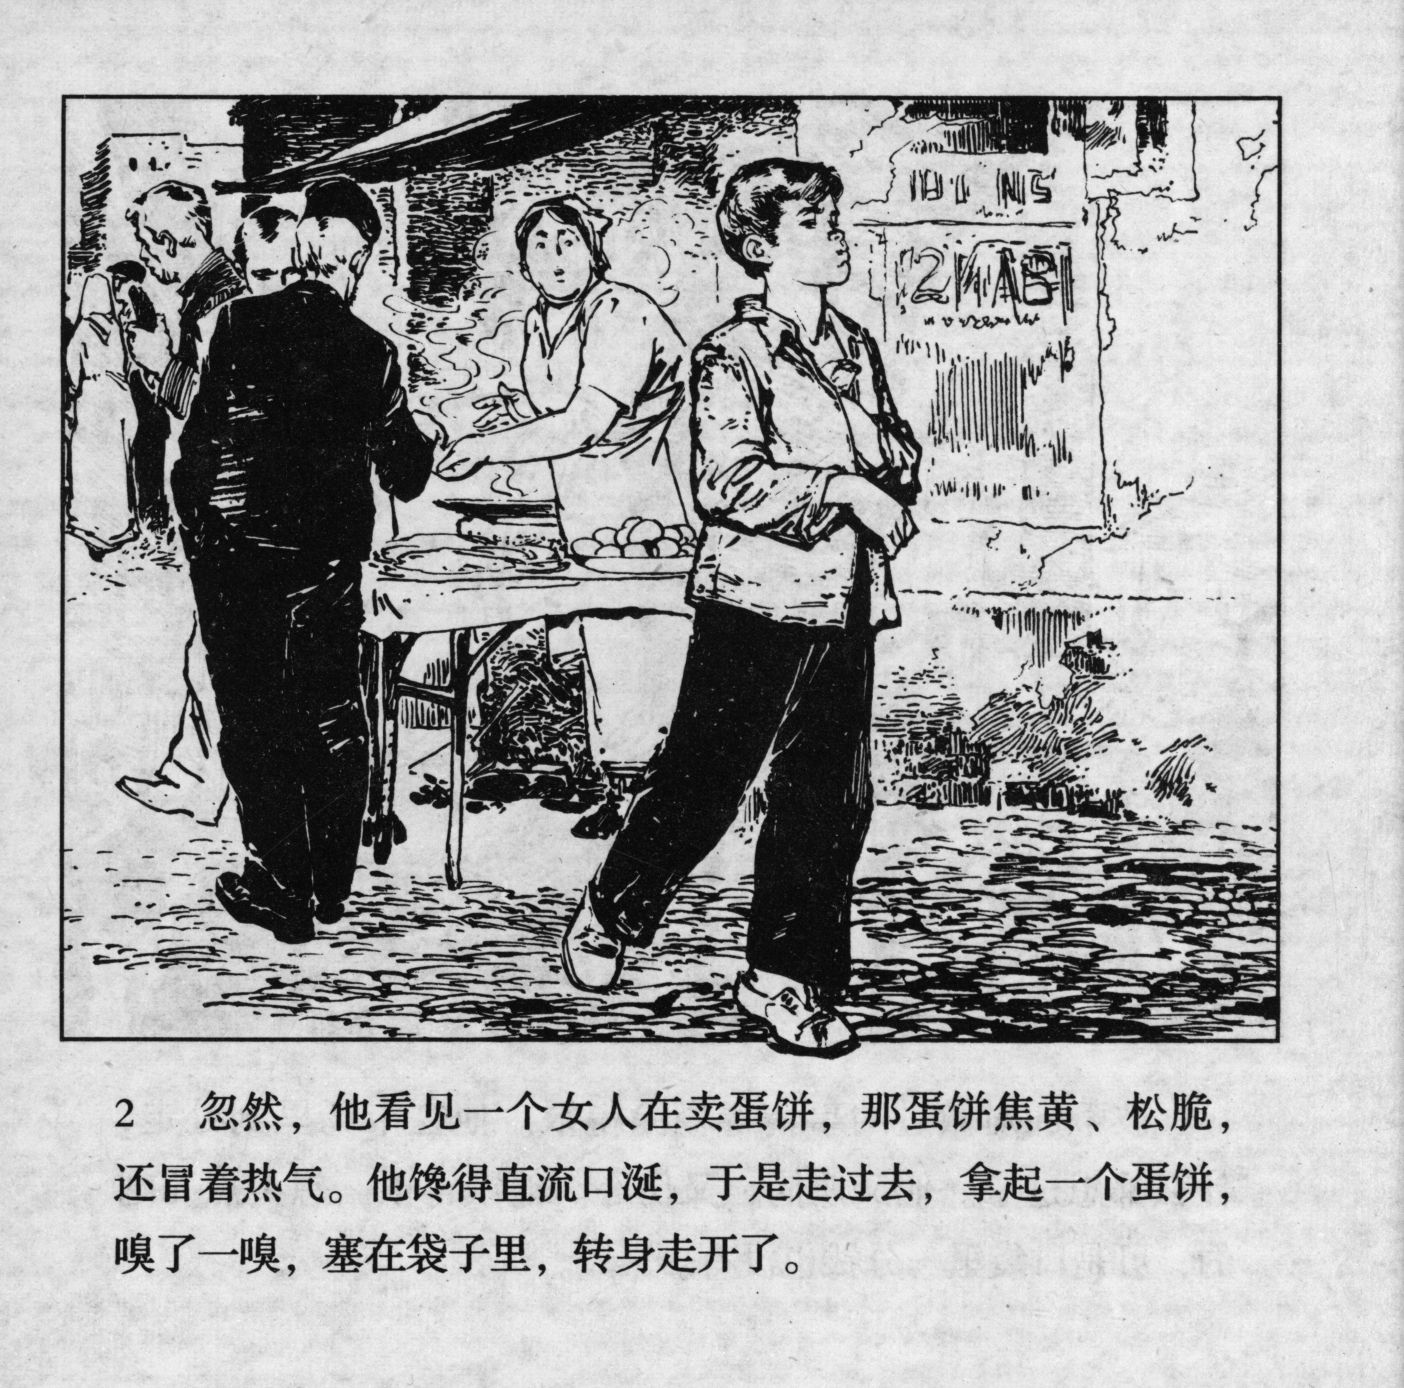 2 忽然，他看见一个女人在卖蛋饼，那蛋饼焦黄、松脆，
还冒着热气。他馋得直流口涎，于是走过去，拿起一个蛋饼，
嗅了一嗅，塞在袋子里，转身走开了。